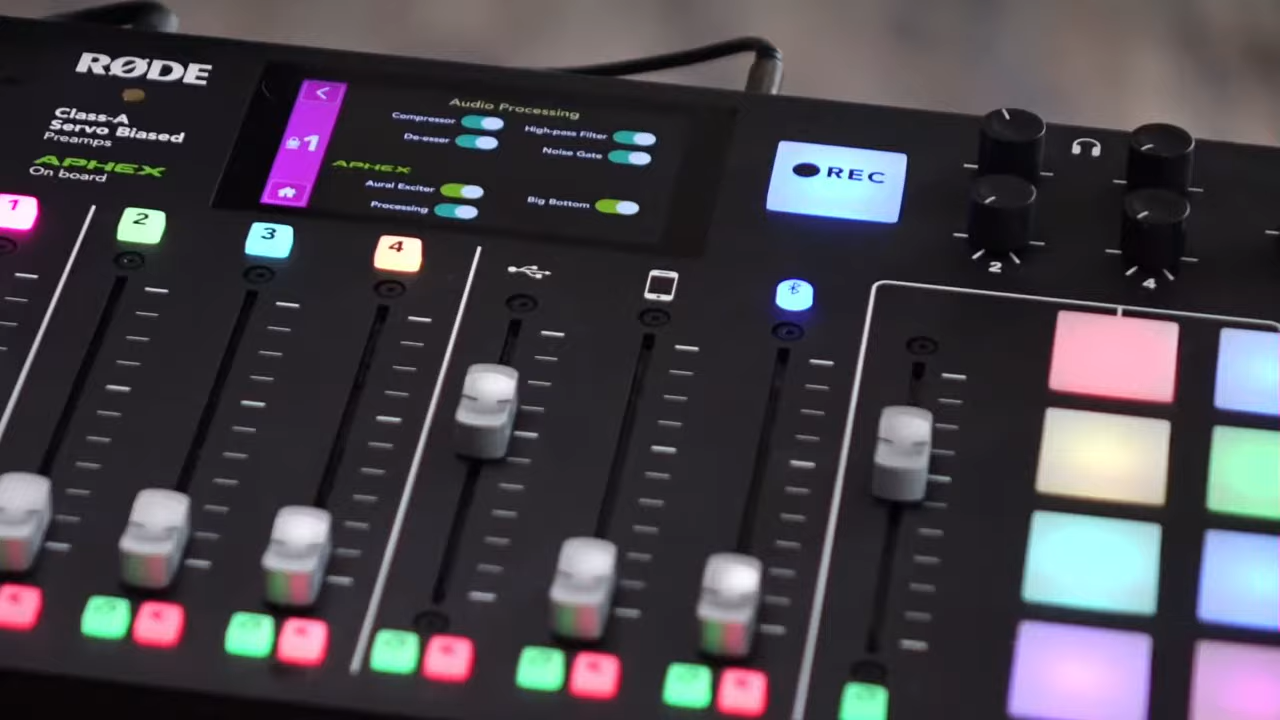 RØDE
Class-A
Servo Biased
Preamps
APHEX
On board
1
Audio Processing
Compressor
High-pass Filter
De-esser
Noise Gate
APHEX
Aural Exciter
Big Bottom
Processing
REC
1
2
3
4
2
4